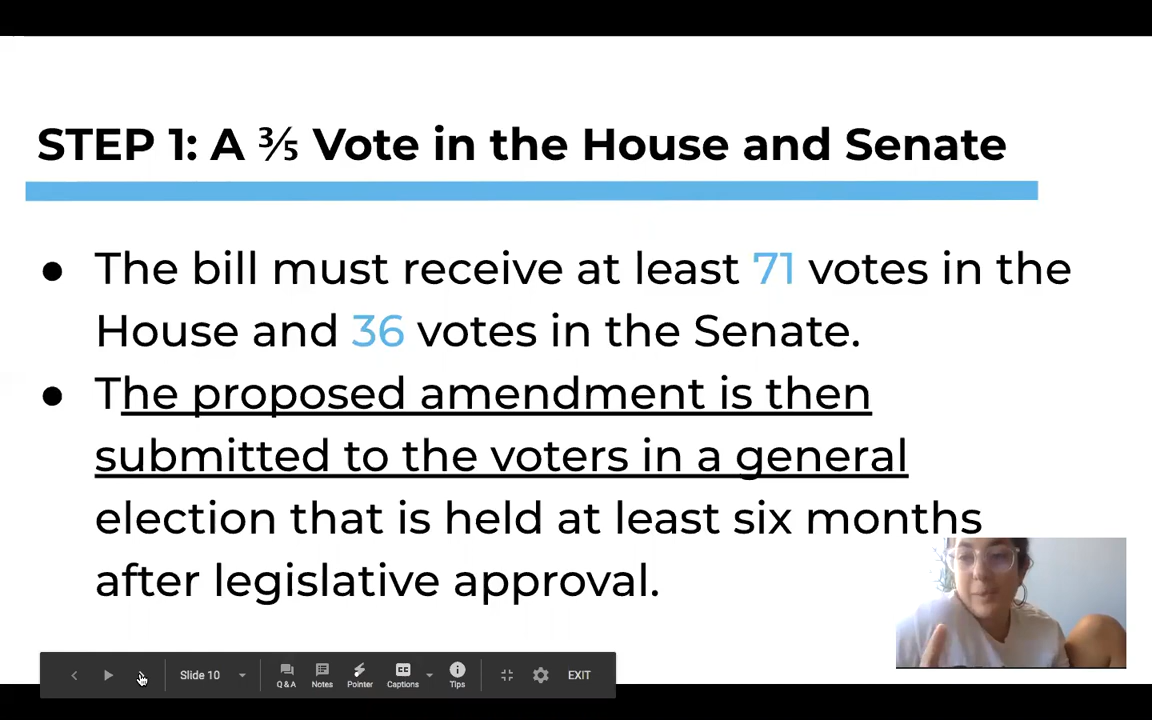 STEP 1: A ⅗ Vote in the House and Senate
● The bill must receive at least 71 votes in the
House and 36 votes in the Senate.
● The proposed amendment is then
submitted to the voters in a general
election that is held at least six months
after legislative approval.
Slide 10
Q & A
Notes
Pointer
CC
Captions
Tips
EXIT